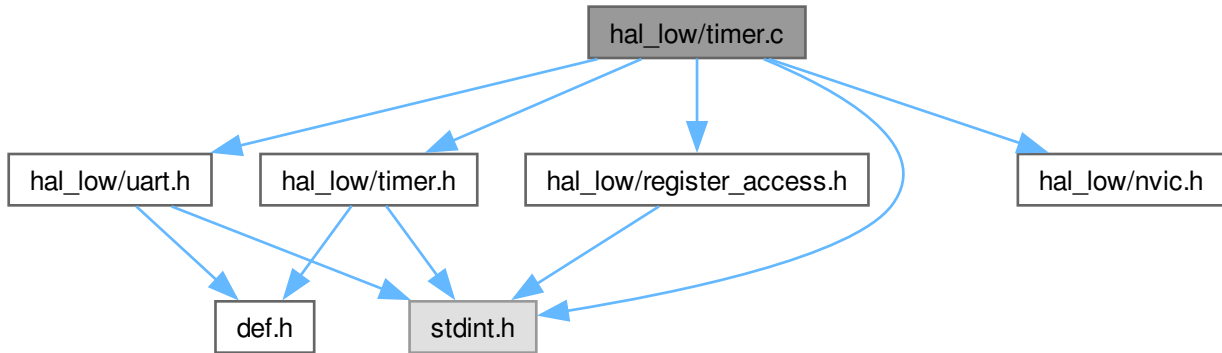 hal_low/timer.c
hal_low/uart.h
hal_low/timer.h
hal_low/register_access.h
hal_low/nvic.h
def.h
stdint.h